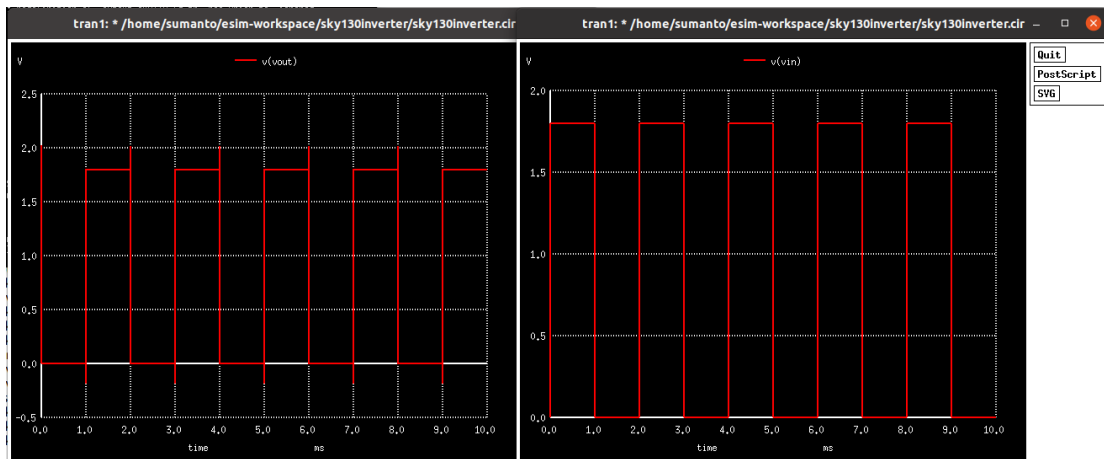 tran1: * /home/sumanto/esim-workspace/sky130inverter/sky130inverter.cir
V
v(vout)
2.5
2.0
1.5
1.0
0.5
0.0
-0.5
0.0 1.0 2.0 3.0 4.0 5.0 6.0 7.0 8.0 9.0 10.0
time ms
tran1: * /home/sumanto/esim-workspace/sky130inverter/sky130inverter.cir
V
v(vin)
2.0
1.5
1.0
0.5
0.0
0.0 1.0 2.0 3.0 4.0 5.0 6.0 7.0 8.0 9.0 10.0
time ms
Quit
PostScript
SVG